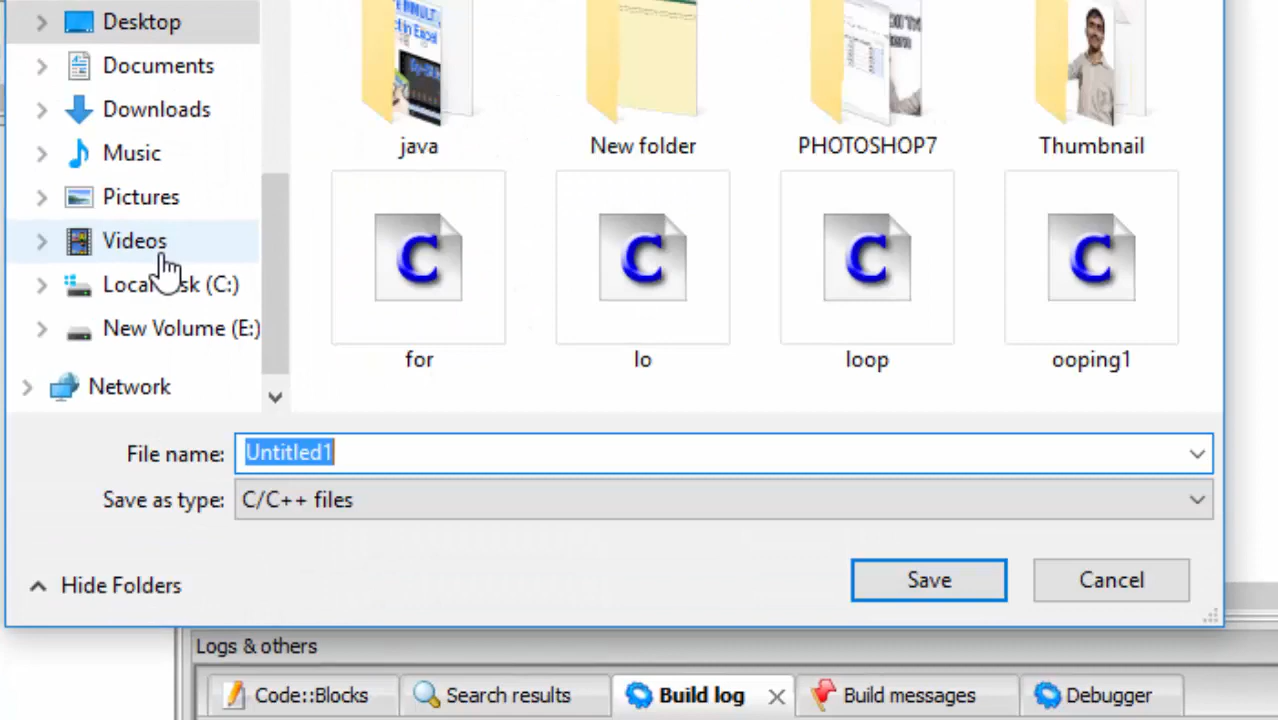 Desktop
Documents
Downloads
Music
Pictures
Videos
Local Disk (C:)
New Volume (E:)
Network
java
New folder
PHOTOSHOP7
Thumbnail
C
C
C
C
for
lo
loop
ooping1
File name: Untitled1
Save as type: C/C++ files
Hide Folders
Save
Cancel
Logs & others
Code::Blocks
Search results
Build log
Build messages
Debugger